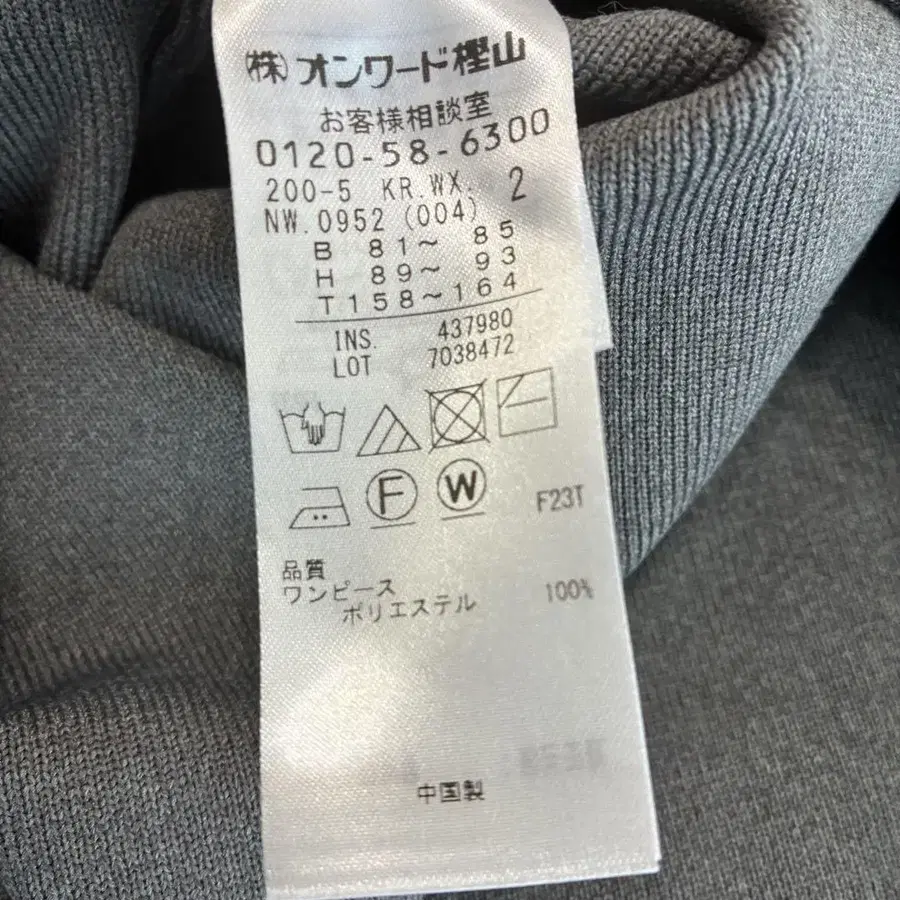 (株)オンワード樫山
お客様相談室
0120-58-6300
200-5 KR.WX. 2
NW.0952 (004)
B 81～ 85
H 89～ 93
T158～164
INS. 437980
LOT 7038472
F W F23T
品質
ワンピース
ポリエステル 100%
中国製